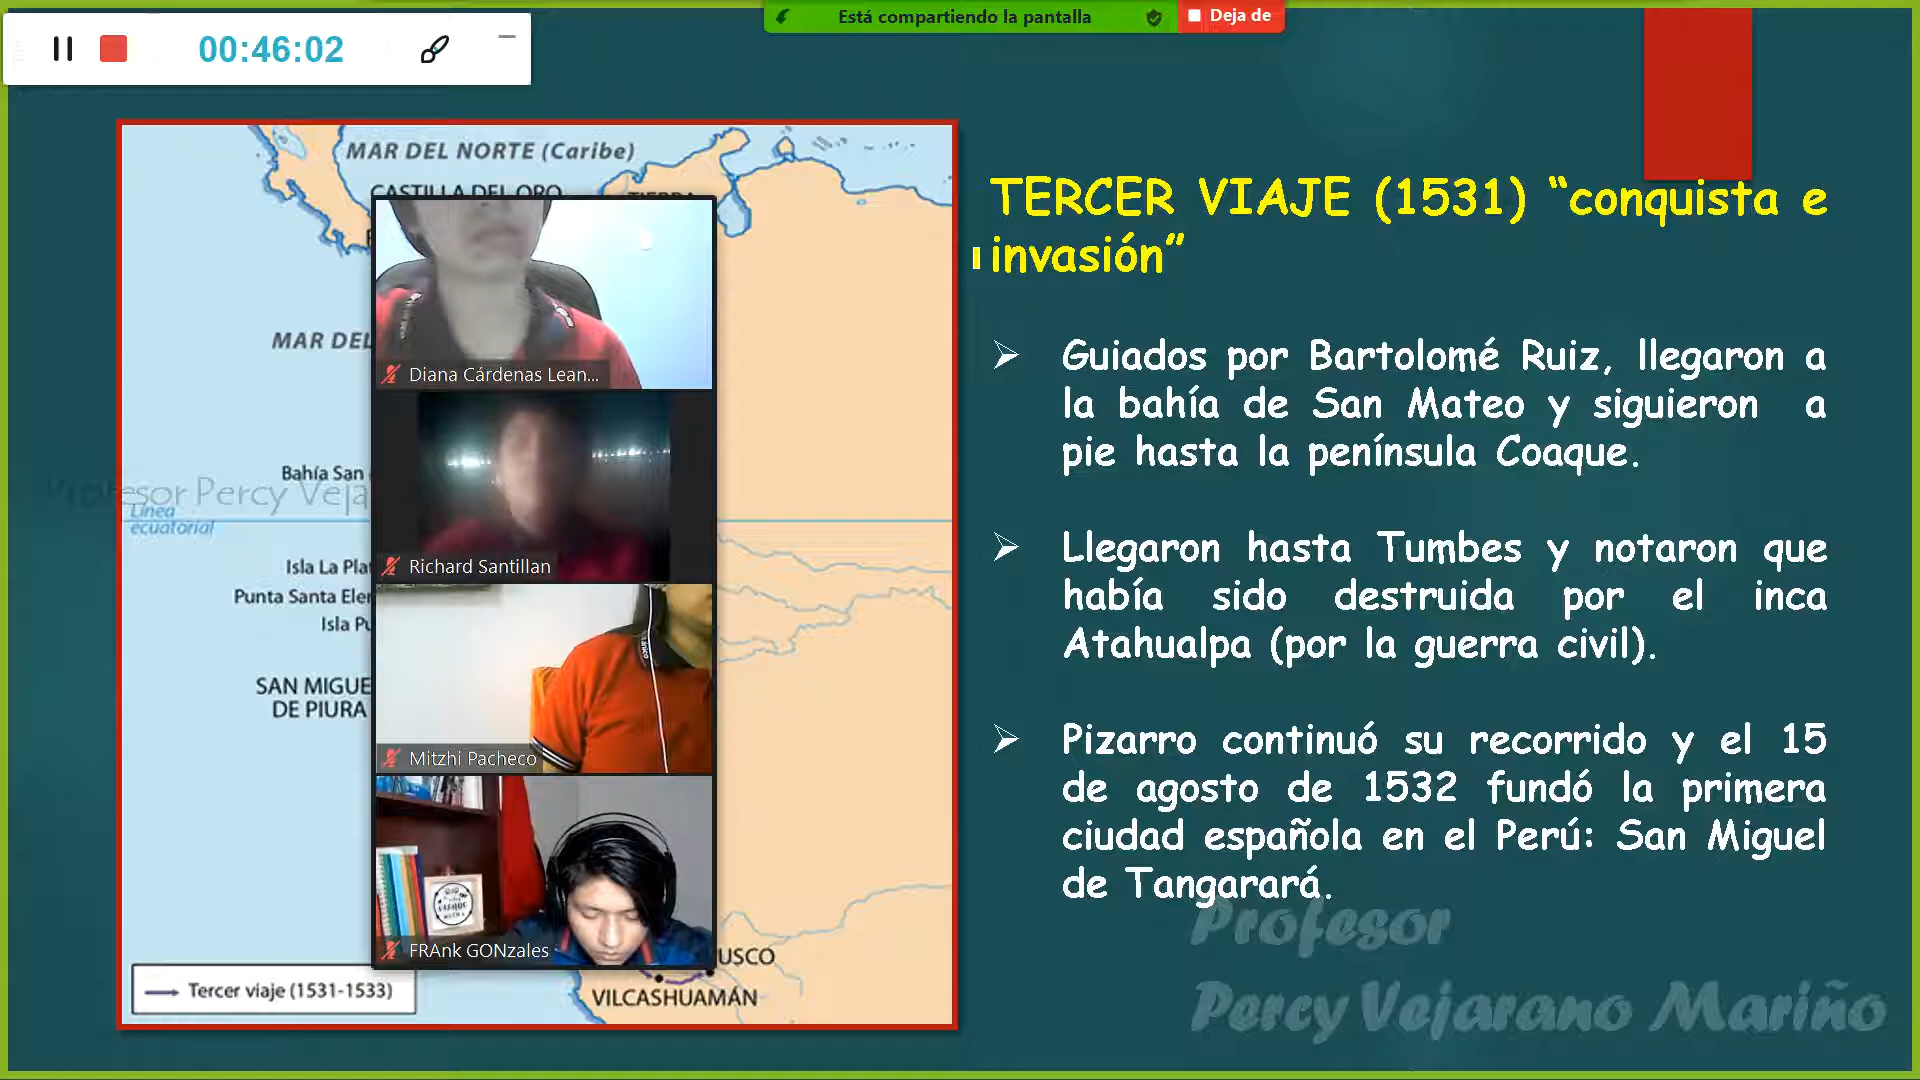 Está compartiendo la pantalla
Deja de
00:46:02
MAR DEL NORTE (Caribe)
CASTILLA DEL ORO
MAR DEL
Bahía San
Profesor Percy Veja
Línea
ecuatorial
Isla La Pla
Punta Santa Ele
Isla Pu
SAN MIGUE
DE PIURA
Diana Cárdenas Lean...
Richard Santillan
Mitzhi Pacheco
FRAnk GONzales
USCO
VILCASHUAMÁN
Tercer viaje (1531-1533)
TERCER VIAJE (1531) “conquista e
invasión”
Guiados por Bartolomé Ruiz, llegaron a
la bahía de San Mateo y siguieron a
pie hasta la península Coaque.
Llegaron hasta Tumbes y notaron que
había sido destruida por el inca
Atahualpa (por la guerra civil).
Pizarro continuó su recorrido y el 15
de agosto de 1532 fundó la primera
ciudad española en el Perú: San Miguel
de Tangarará.
Profesor
Percy Vejarano Mariño